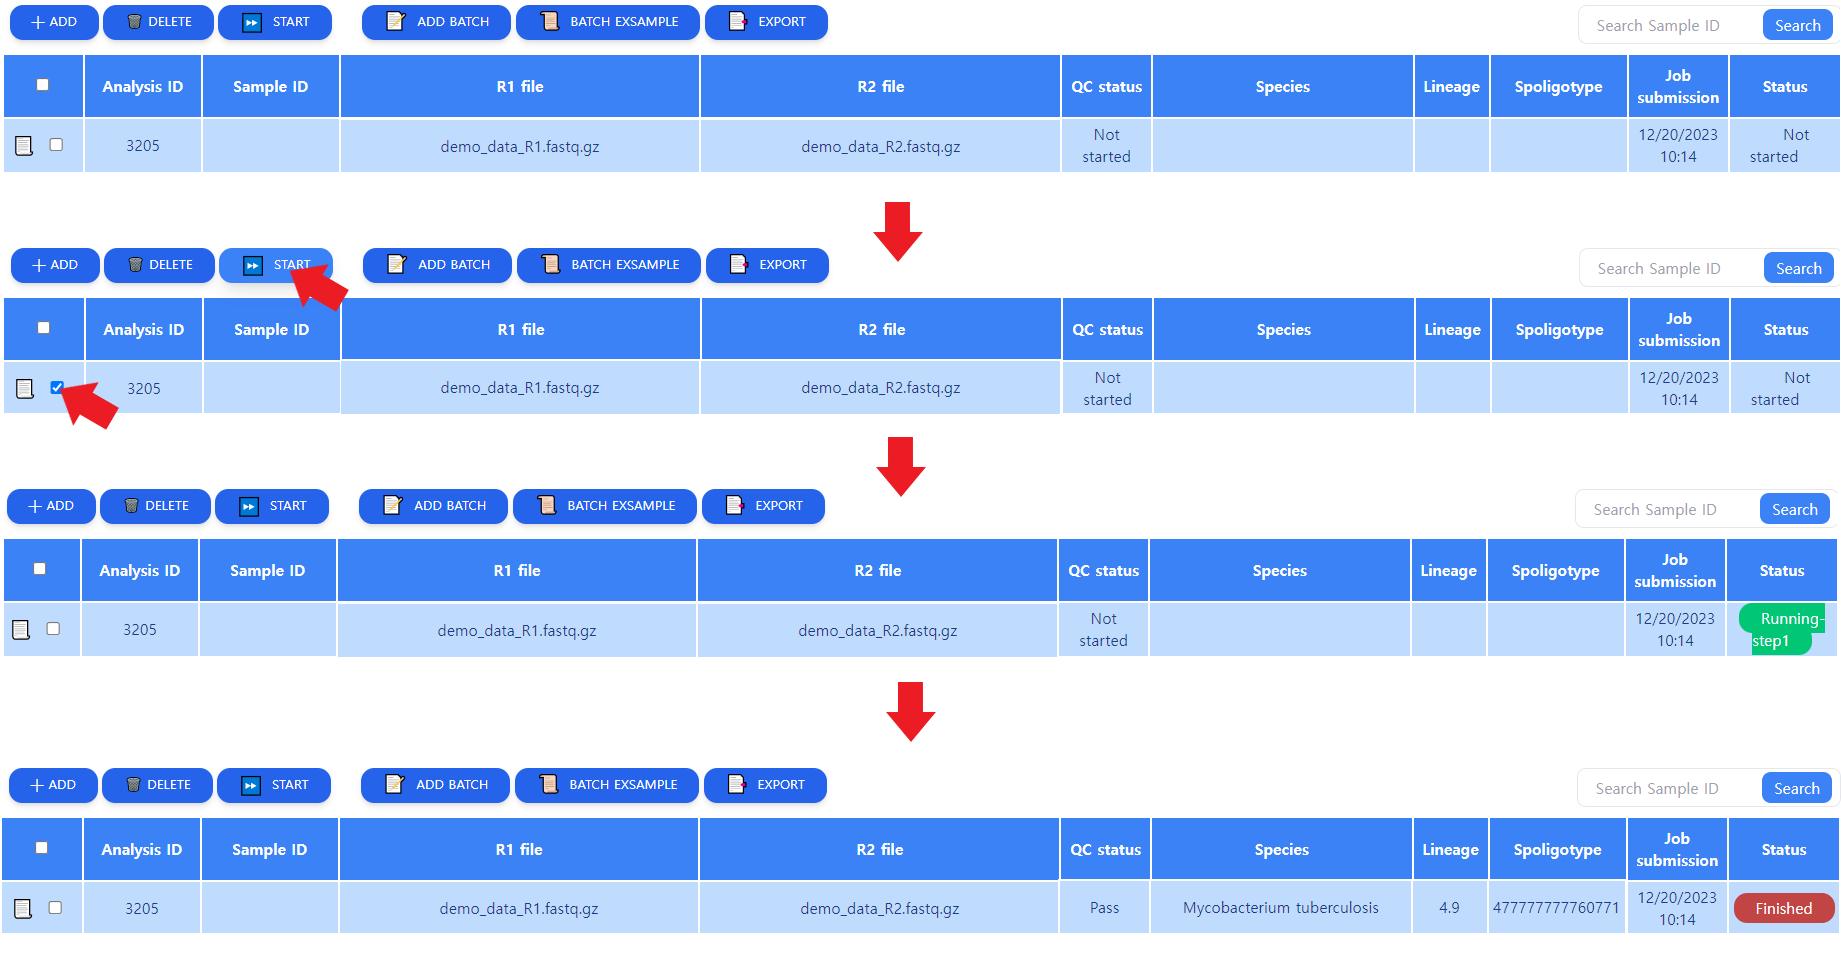 ADD DELETE START ADD BATCH BATCH EXSAMPLE EXPORT Search Sample ID Search
Analysis ID Sample ID R1 file R2 file QC status Species Lineage Spoligotype Job submission Status
3205 demo_data_R1.fastq.gz demo_data_R2.fastq.gz Not started 12/20/2023 10:14 Not started
ADD DELETE START ADD BATCH BATCH EXSAMPLE EXPORT Search Sample ID Search
Analysis ID Sample ID R1 file R2 file QC status Species Lineage Spoligotype Job submission Status
3205 demo_data_R1.fastq.gz demo_data_R2.fastq.gz Not started 12/20/2023 10:14 Not started
ADD DELETE START ADD BATCH BATCH EXSAMPLE EXPORT Search Sample ID Search
Analysis ID Sample ID R1 file R2 file QC status Species Lineage Spoligotype Job submission Status
3205 demo_data_R1.fastq.gz demo_data_R2.fastq.gz Not started 12/20/2023 10:14 Running-step1
ADD DELETE START ADD BATCH BATCH EXSAMPLE EXPORT Search Sample ID Search
Analysis ID Sample ID R1 file R2 file QC status Species Lineage Spoligotype Job submission Status
3205 demo_data_R1.fastq.gz demo_data_R2.fastq.gz Pass Mycobacterium tuberculosis 4.9 477777777760771 12/20/2023 10:14 Finished